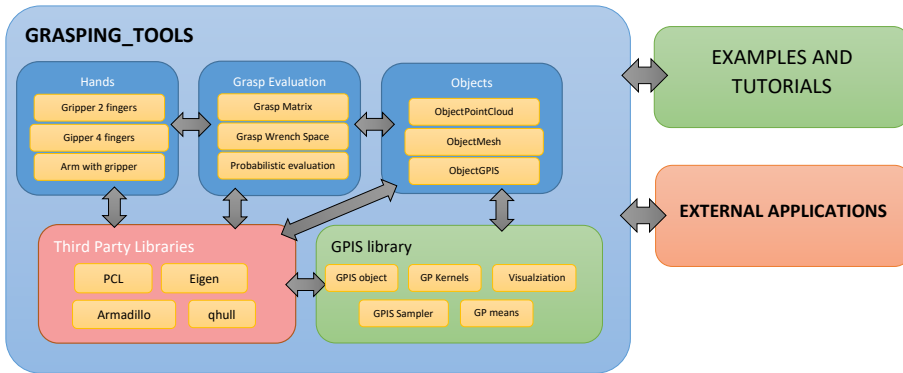 GRASPING_TOOLS
Hands
Gripper 2 fingers
Gipper 4 fingers
Arm with gripper
Grasp Evaluation
Grasp Matrix
Grasp Wrench Space
Probabilistic evaluation
Objects
ObjectPointCloud
ObjectMesh
ObjectGPIS
Third Party Libraries
PCL
Eigen
Armadillo
qhull
GPIS library
GPIS object
GP Kernels
Visualziation
GPIS Sampler
GP means
EXAMPLES AND
TUTORIALS
EXTERNAL APPLICATIONS